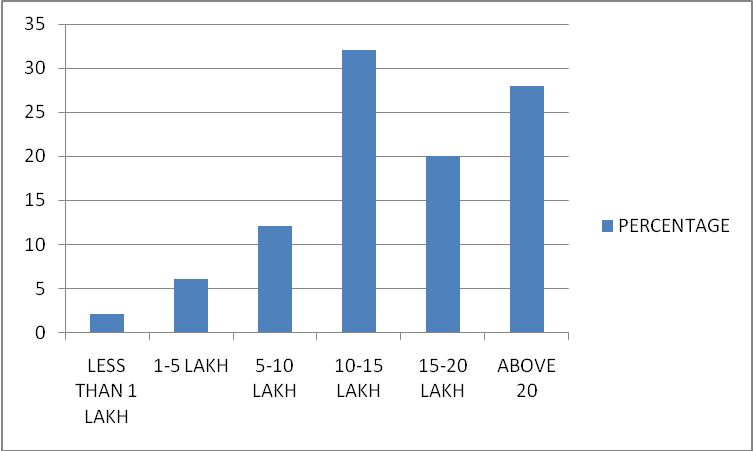 35
30
25
20
15
10
5
0
LESS
THAN 1
LAKH
1-5 LAKH
5-10
LAKH
10-15
LAKH
15-20
LAKH
ABOVE
20
PERCENTAGE